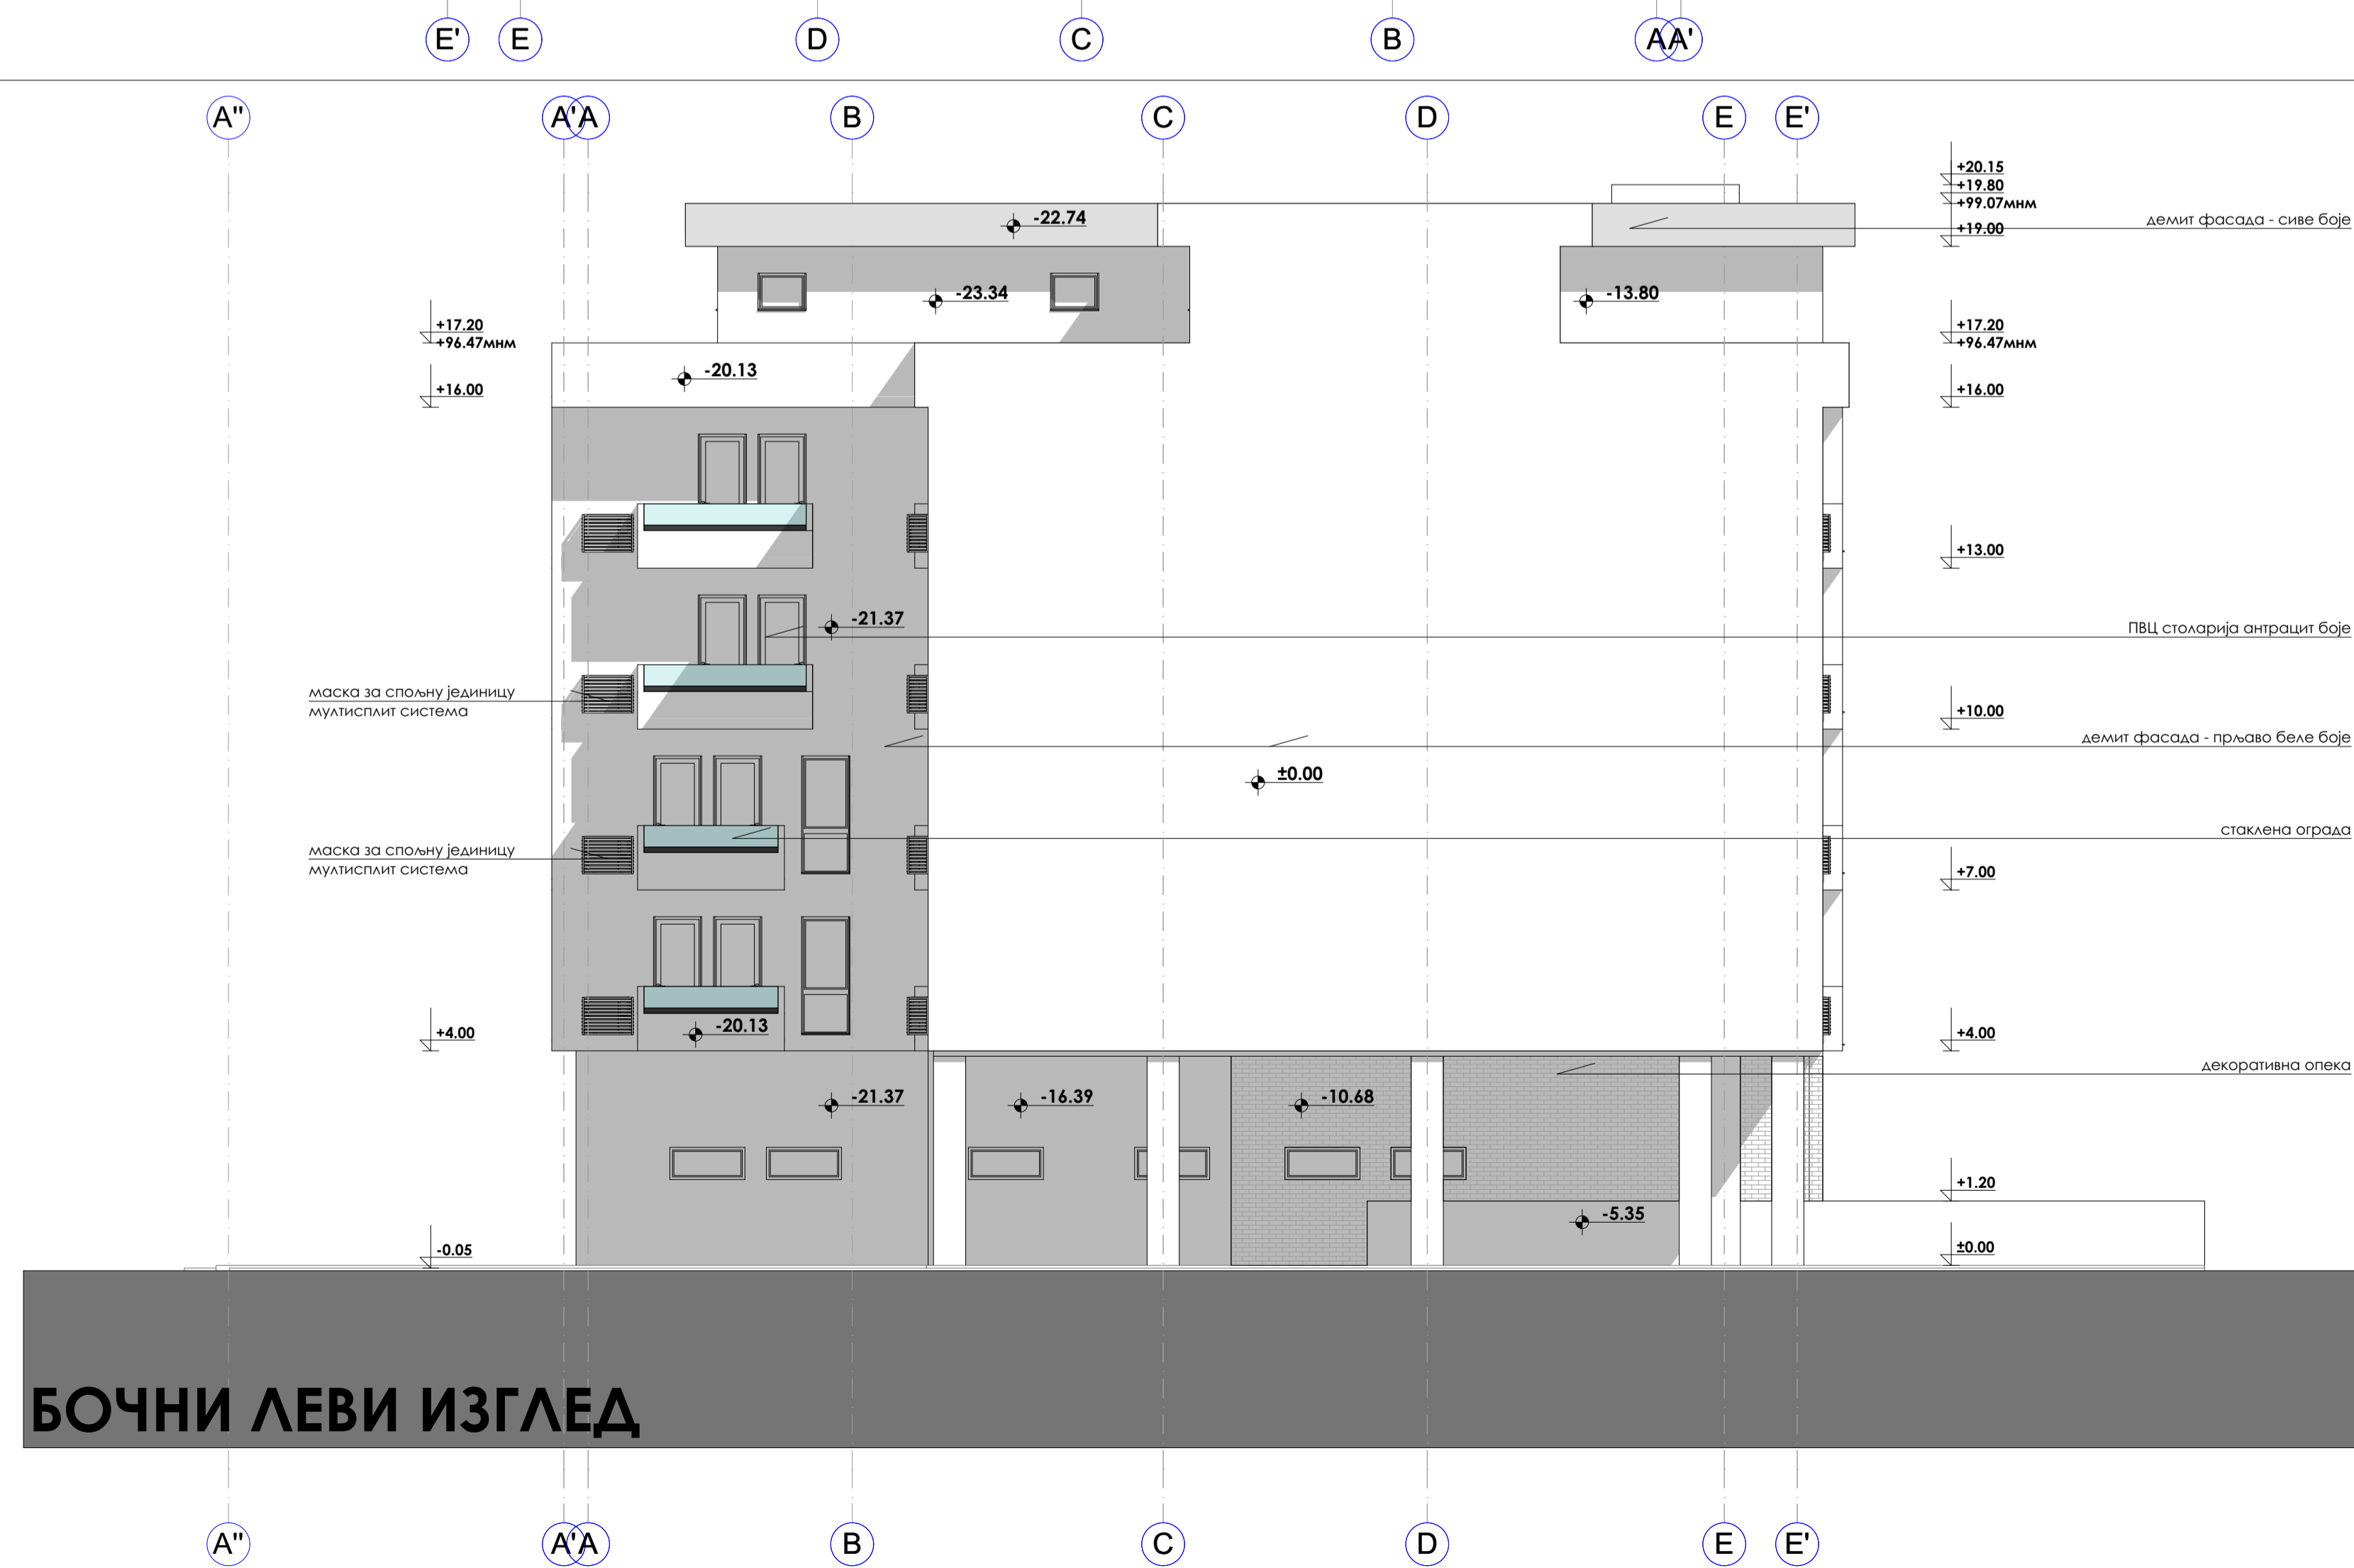 E' E D C B A A'
A" A' A B C D E E'
+20.15
+19.80
+99.07мнм
+19.00
демит фасада - сиве боје
-22.74
-23.34
-13.80
+17.20
+96.47мнм
+17.20
+96.47мнм
-20.13
+16.00
+16.00
+13.00
-21.37
ПВЦ столарија антрацит боје
маска за спољну јединицу
мултисплит система
+10.00
демит фасада - прљаво беле боје
±0.00
стаклена ограда
маска за спољну јединицу
мултисплит система
+7.00
-20.13
+4.00
+4.00
декоративна опека
-21.37
-16.39
-10.68
+1.20
-5.35
-0.05
±0.00
БОЧНИ ЛЕВИ ИЗГЛЕД
A" A' A B C D E E'